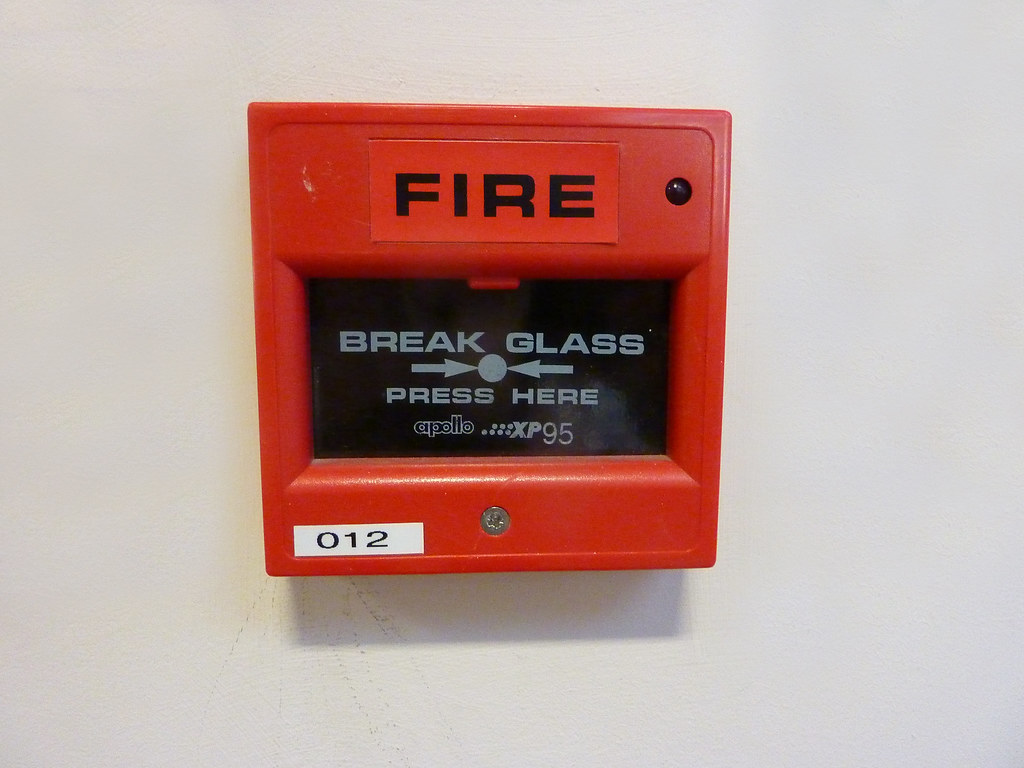 FIRE
BREAK GLASS
PRESS HERE
apollo XP95
012